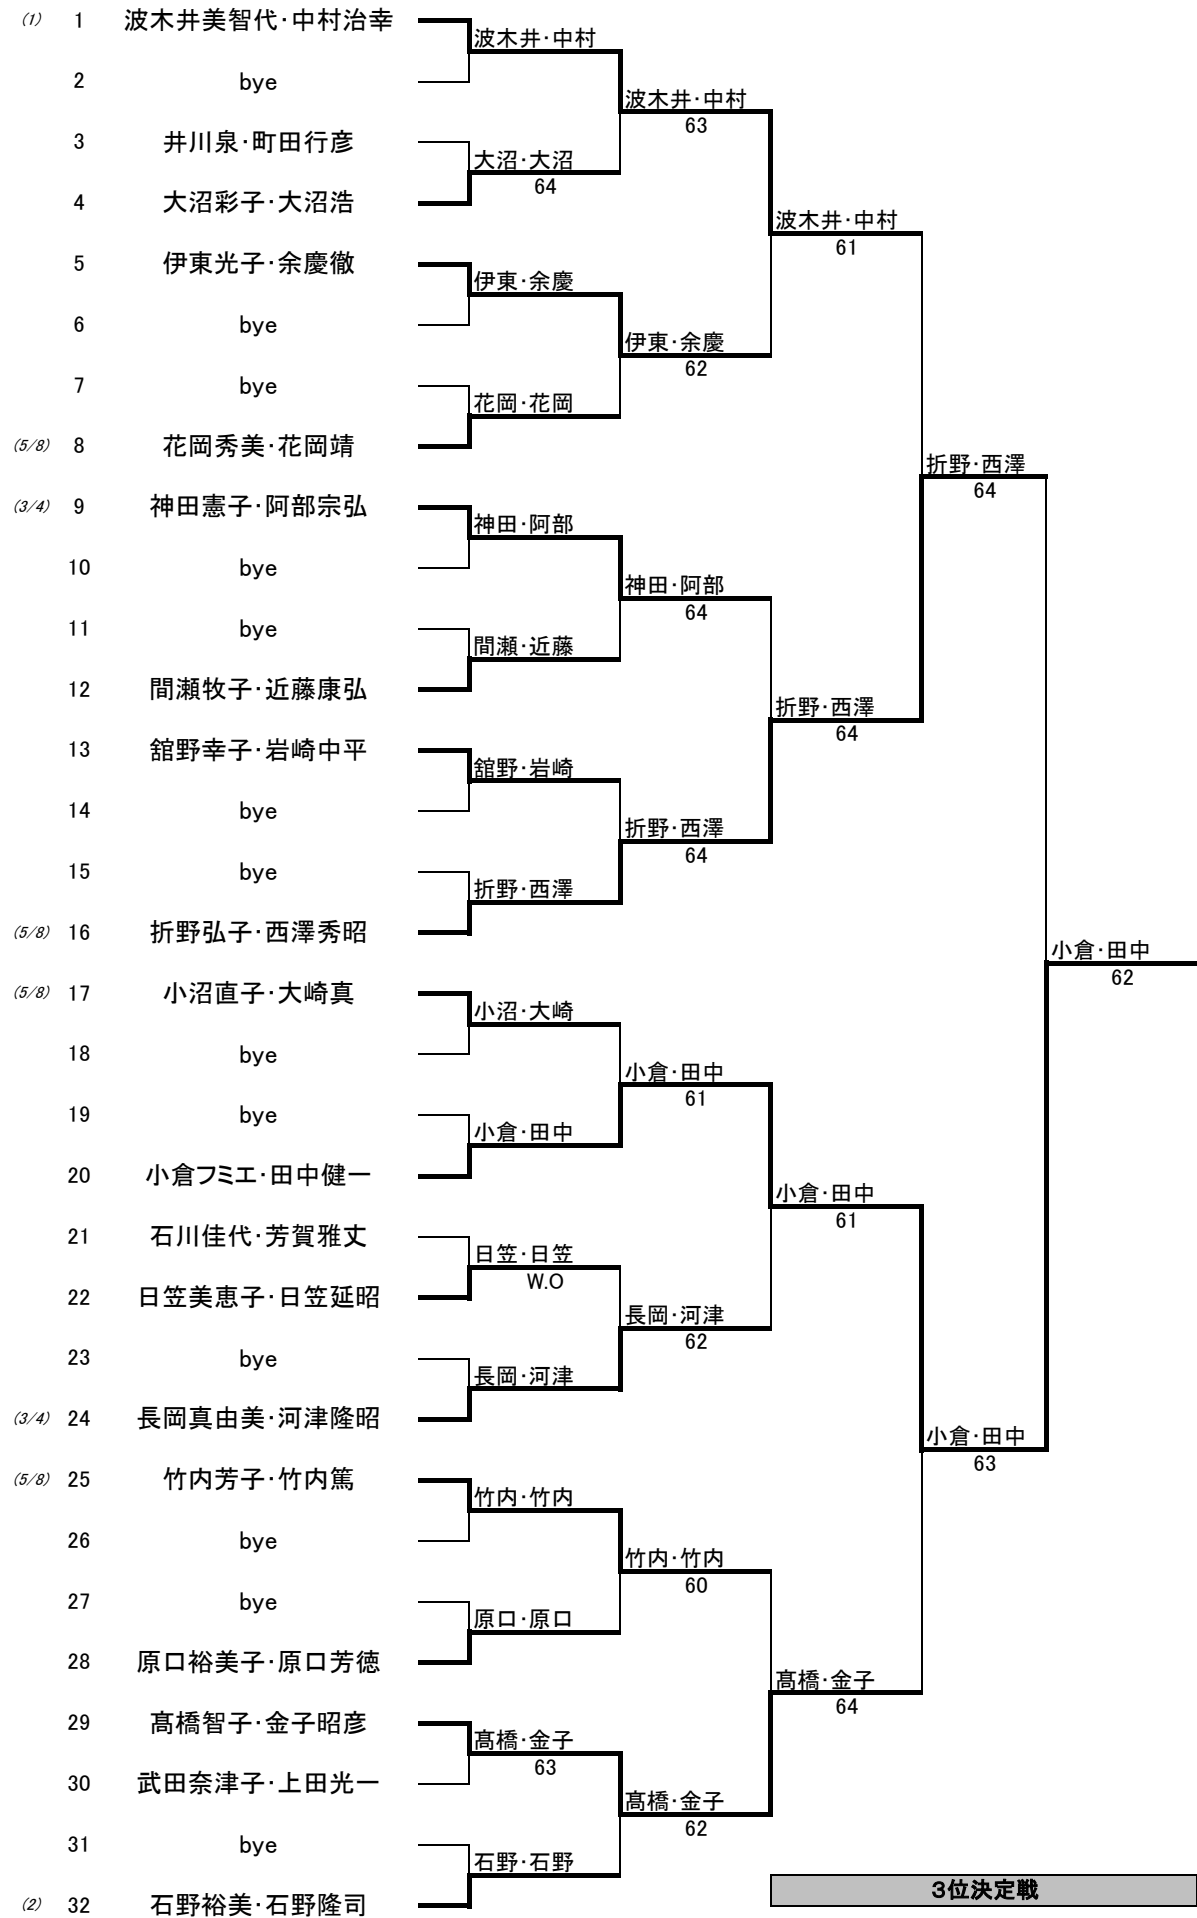 (1) 1 波木井美智代・中村治幸
波木井・中村
2 bye
波木井・中村
63
3 井川泉・町田行彦
大沼・大沼
64
4 大沼彩子・大沼浩
波木井・中村
61
5 伊東光子・余慶徹
伊東・余慶
6 bye
伊東・余慶
62
7 bye
花岡・花岡
(5/8) 8 花岡秀美・花岡靖
折野・西澤
64
(3/4) 9 神田憲子・阿部宗弘
神田・阿部
10 bye
神田・阿部
64
11 bye
間瀬・近藤
12 間瀬牧子・近藤康弘
折野・西澤
64
13 舘野幸子・岩崎中平
舘野・岩崎
14 bye
折野・西澤
64
15 bye
折野・西澤
(5/8) 16 折野弘子・西澤秀昭
小倉・田中
62
(5/8) 17 小沼直子・大崎真
小沼・大崎
18 bye
小倉・田中
61
19 bye
小倉・田中
20 小倉フミエ・田中健一
小倉・田中
61
21 石川佳代・芳賀雅丈
日笠・日笠
W.O
22 日笠美恵子・日笠延昭
長岡・河津
62
23 bye
長岡・河津
(3/4) 24 長岡真由美・河津隆昭
小倉・田中
63
(5/8) 25 竹内芳子・竹内篤
竹内・竹内
26 bye
竹内・竹内
60
27 bye
原口・原口
28 原口裕美子・原口芳徳
髙橋・金子
64
29 髙橋智子・金子昭彦
髙橋・金子
63
30 武田奈津子・上田光一
髙橋・金子
62
31 bye
石野・石野
3位決定戦
(2) 32 石野裕美・石野隆司